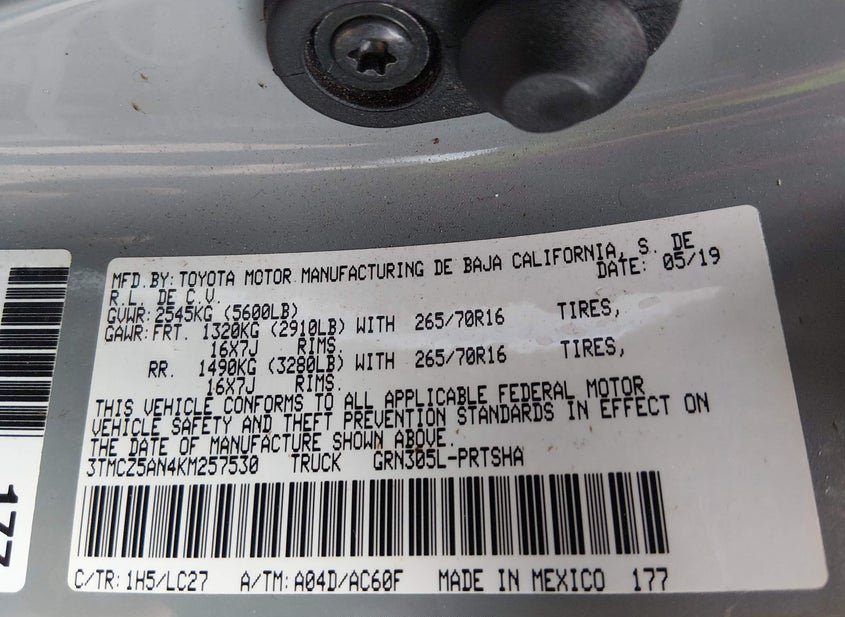 MFD.BY:TOYOTA MOTOR MANUFACTURING DE BAJA CALIFORNIA, S. DE
R.L. DE C.V. DATE: 05/19
GVWR:2545KG (5600LB)
GAWR:FRT. 1320KG (2910LB) WITH 265/70R16 TIRES,
16X7J RIMS.
RR. 1490KG (3280LB) WITH 265/70R16 TIRES,
16X7J RIMS.
THIS VEHICLE CONFORMS TO ALL APPLICABLE FEDERAL MOTOR
VEHICLE SAFETY AND THEFT PREVENTION STANDARDS IN EFFECT ON
THE DATE OF MANUFACTURE SHOWN ABOVE.
3TMCZ5AN4KM257530 TRUCK GRN305L-PRTSHA
C/TR:1H5/LC27 A/TM:A04D/AC60F MADE IN MEXICO 177
177